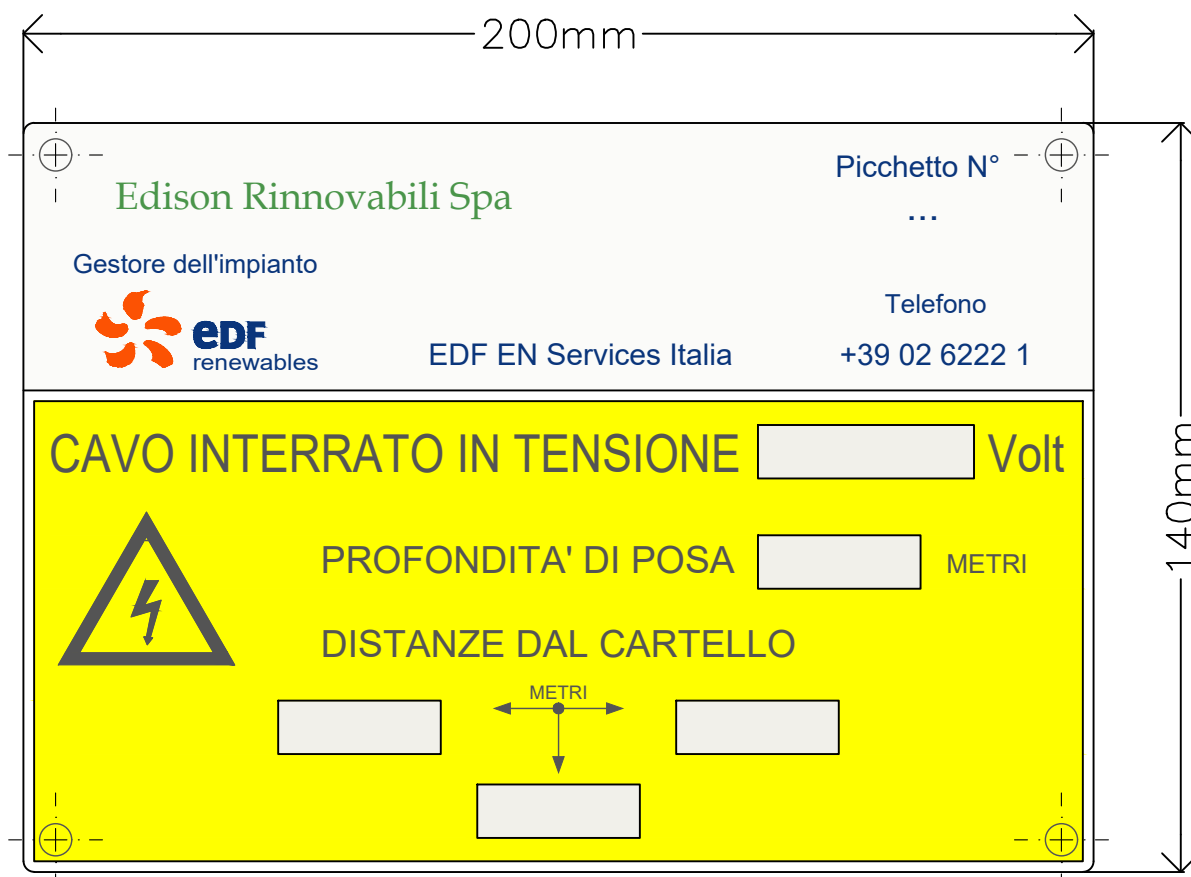 200mm
Edison Rinnovabili Spa
Picchetto N°
...
Gestore dell'impianto
Telefono
eDF
renewables
EDF EN Services Italia
+39 02 6222 1
CAVO INTERRATO IN TENSIONE Volt
140mm
PROFONDITA' DI POSA METRI
DISTANZE DAL CARTELLO
METRI